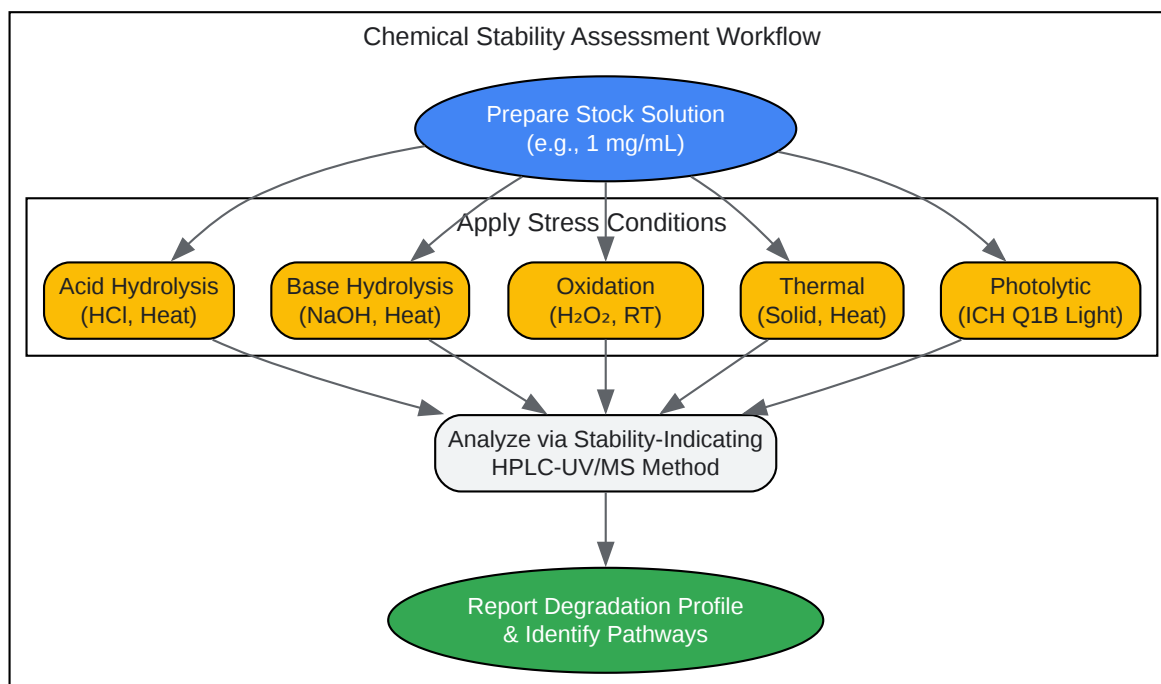 Chemical Stability Assessment Workflow
Prepare Stock Solution
(e.g., 1 mg/mL)
Apply Stress Conditions
Acid Hydrolysis
(HCl, Heat)
Base Hydrolysis
(NaOH, Heat)
Oxidation
(H₂O₂, RT)
Thermal
(Solid, Heat)
Photolytic
(ICH Q1B Light)
Analyze via Stability-Indicating
HPLC-UV/MS Method
Report Degradation Profile
& Identify Pathways